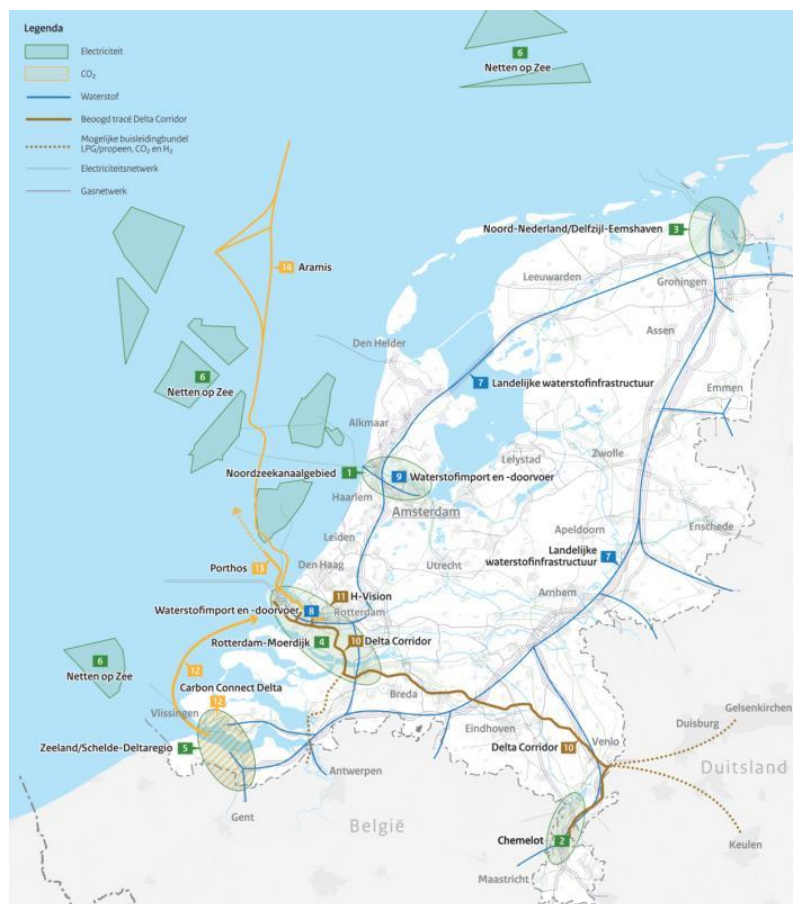 Legenda
Electriciteit
CO₂
Waterstof
Beoogd tracé Delta Corridor
Mogelijke buisleidingbundel
LPG/propeen, CO₂ en H₂
Electriciteitsnetwerk
Gasnetwerk
6
Netten op Zee
Noord-Nederland/Delfzijl-Eemshaven
3
Leeuwarden
Groningen
14
Aramis
Assen
Den Helder
6
Netten op Zee
7
Landelijke waterstofinfrastructuur
Emmen
Alkmaar
Zwolle
Lelystad
Noordzeekanaalgebied
1
9
Waterstofimport en -doorvoer
Haarlem
Amsterdam
Enschede
Apeldoorn
Leiden
Landelijke
waterstofinfrastructuur
7
Den Haag
Utrecht
Porthos
13
Arnhem
11
H-Vision
Waterstofimport en -doorvoer
8
Rotterdam
Rotterdam-Moerdijk
4
10
Delta Corridor
6
Netten op Zee
12
Carbon Connect Delta
12
Breda
Vlissingen
Gelsenkirchen
Duisburg
Eindhoven
Venlo
Zeeland/Schelde-Deltaregio
5
Delta Corridor
10
Antwerpen
Duitsland
Gent
België
Chemelot
2
Keulen
Maastricht